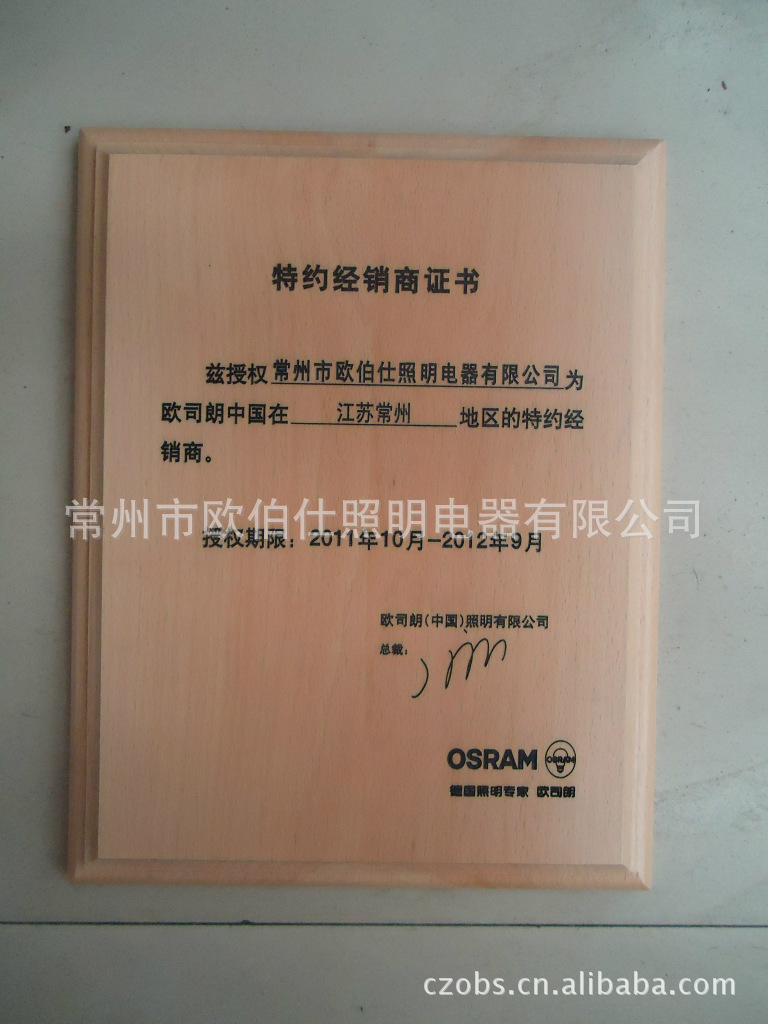 特约经销商证书
兹授权 常州市欧伯仕照明电器有限公司 为
欧司朗中国在 江苏常州 地区的特约经
销商。
常州市欧伯仕照明电器有限公司
授权期限：2011年10月-2012年9月
欧司朗(中国)照明有限公司
总裁：
OSRAM OSRAM
德国照明专家 欧司朗
czobs.cn.alibaba.com